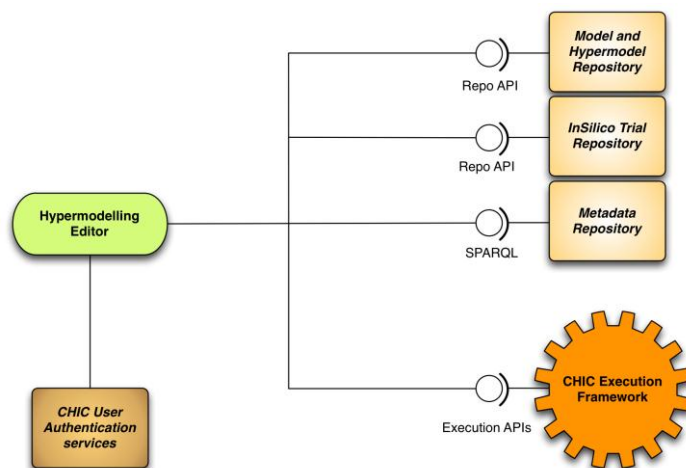 Model and
Hypermodel
Repository
Repo API
InSilico Trial
Repository
Repo API
Hypermodelling
Editor
Metadata
Repository
SPARQL
CHIC Execution
Framework
Execution APIs
CHIC User
Authentication
services